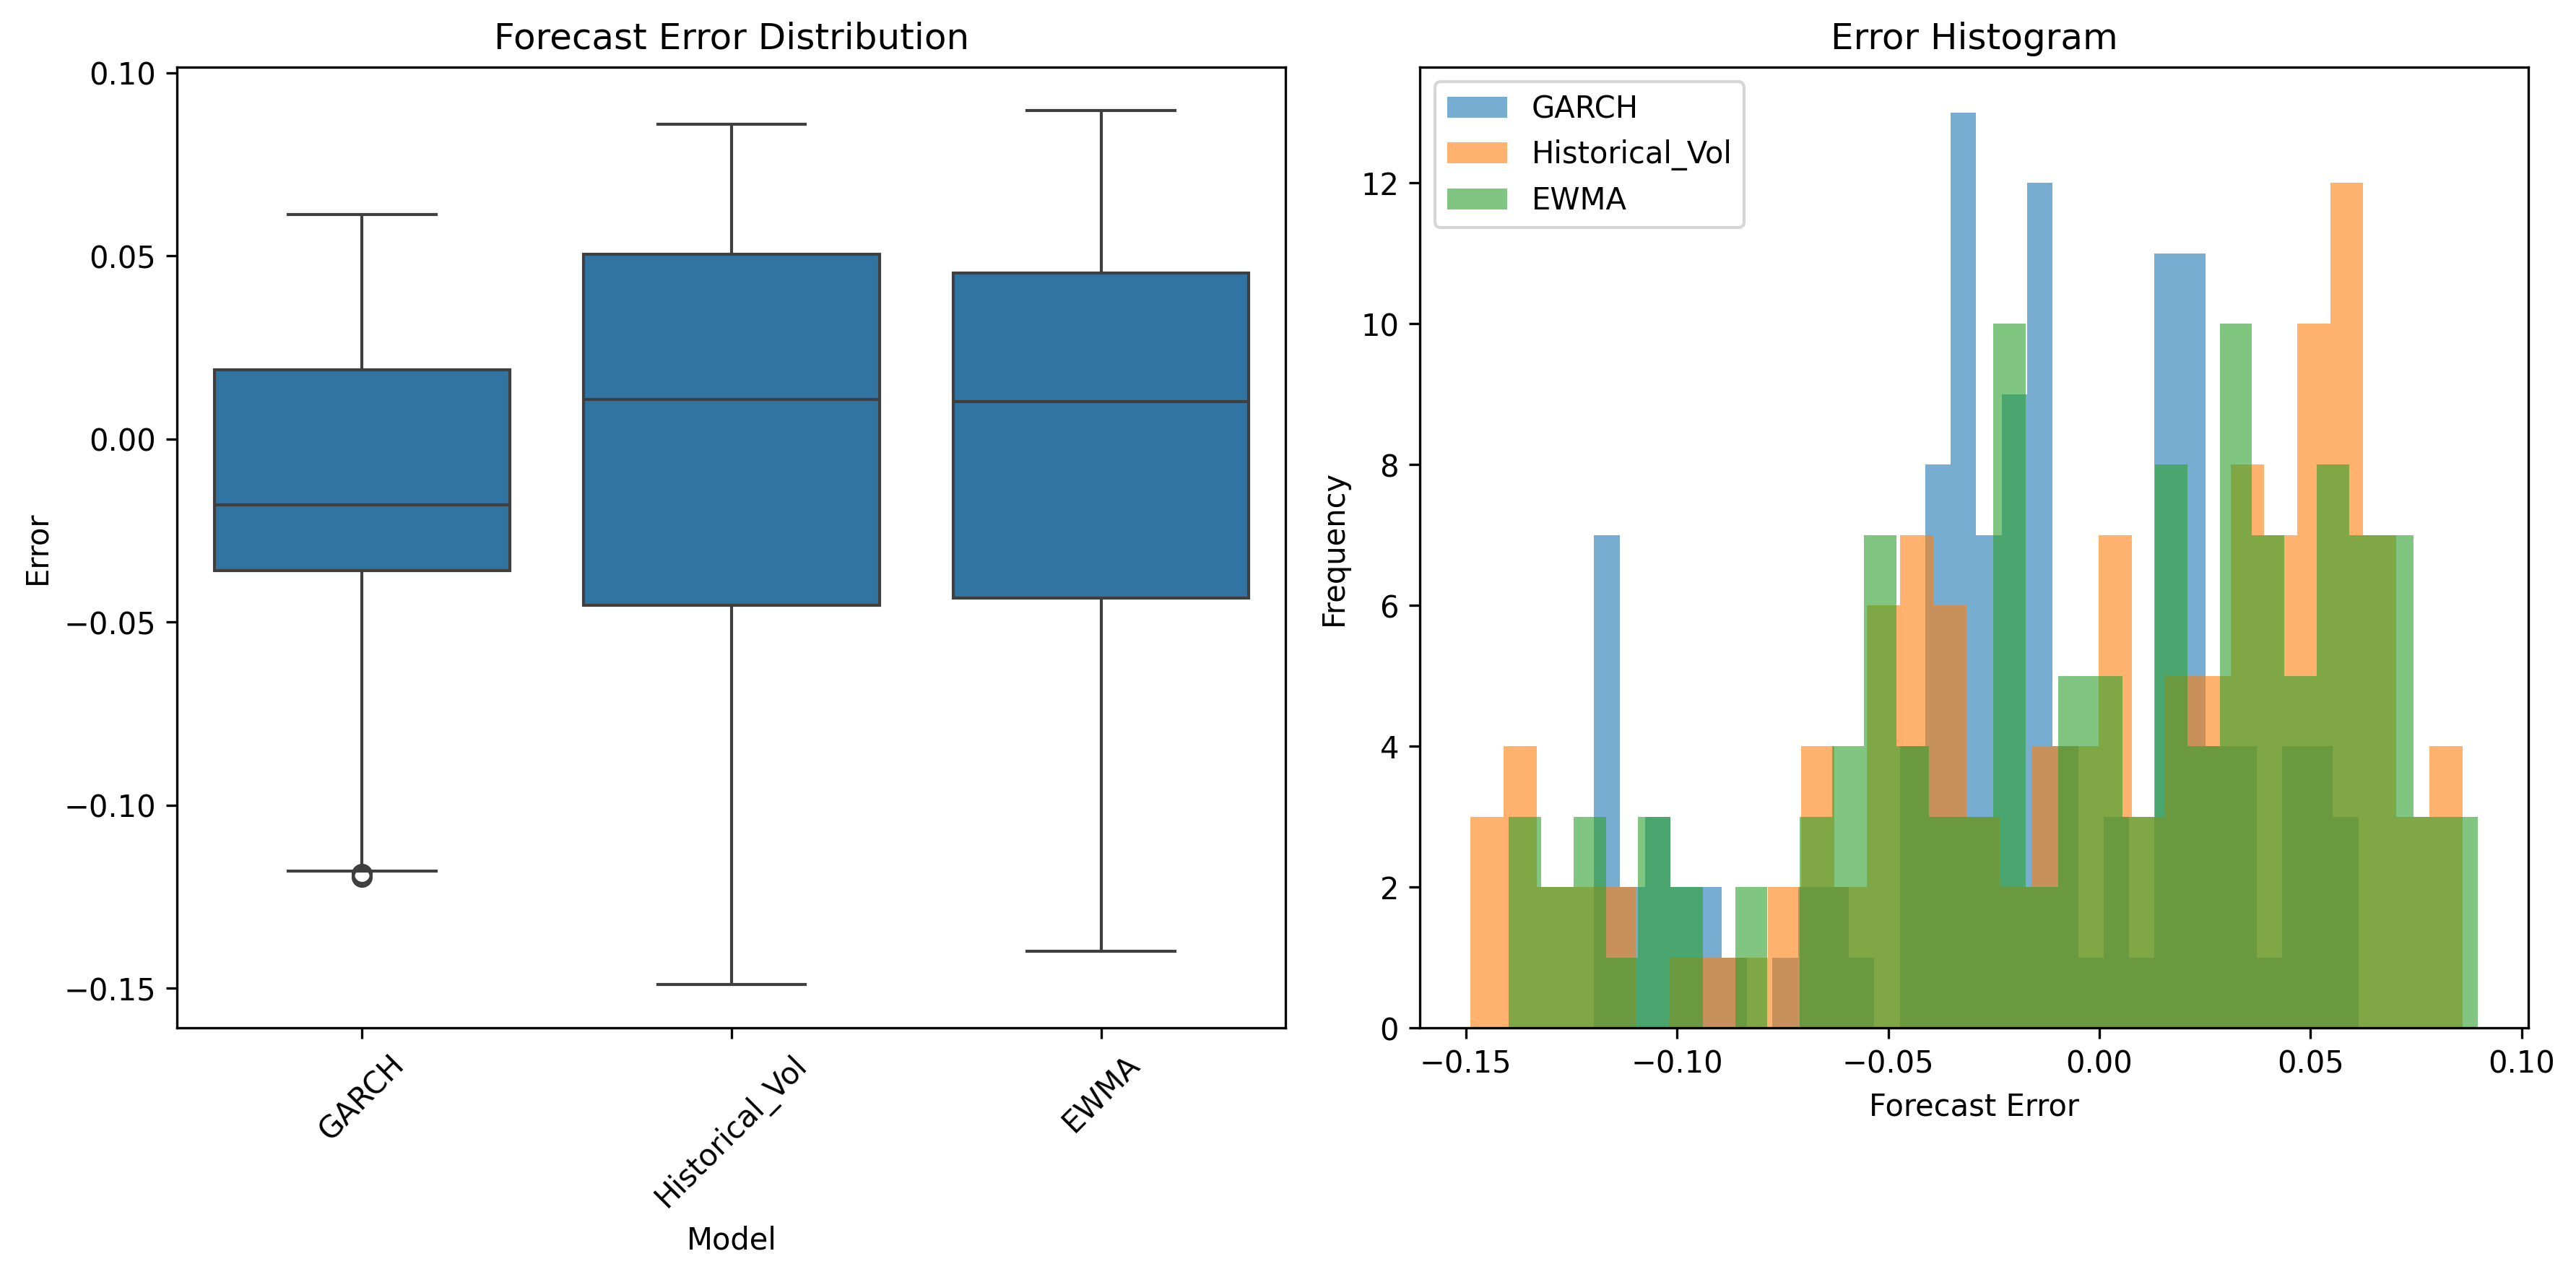 Forecast Error Distribution
0.10
0.05
0.00
−0.05
−0.10
−0.15
Error
GARCH
Historical_Vol
EWMA
Model
Error Histogram
GARCH
Historical_Vol
EWMA
12
10
8
6
4
2
0
Frequency
−0.15
−0.10
−0.05
0.00
0.05
0.10
Forecast Error